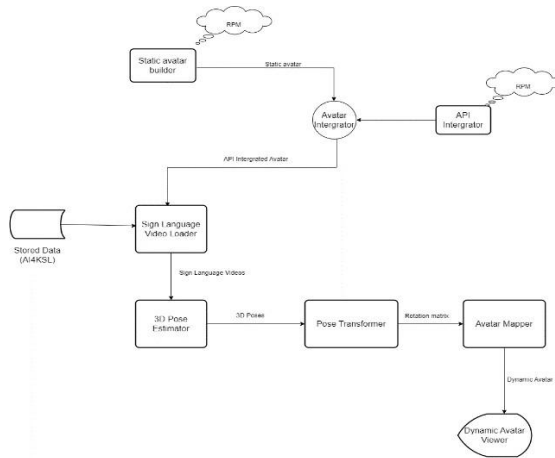 RPM
Static avatar
builder
Static avatar
RPM
API
Intergrator
Avatar
Intergrator
API Intergrated Avatar
Stored Data
(AI4KSL)
Sign Language
Video Loader
Sign Language Videos
3D Pose
Estimator
3D Poses
Pose Transformer
Rotation matrix
Avatar Mapper
Dynamic Avatar
Dynamic Avatar
Viewer